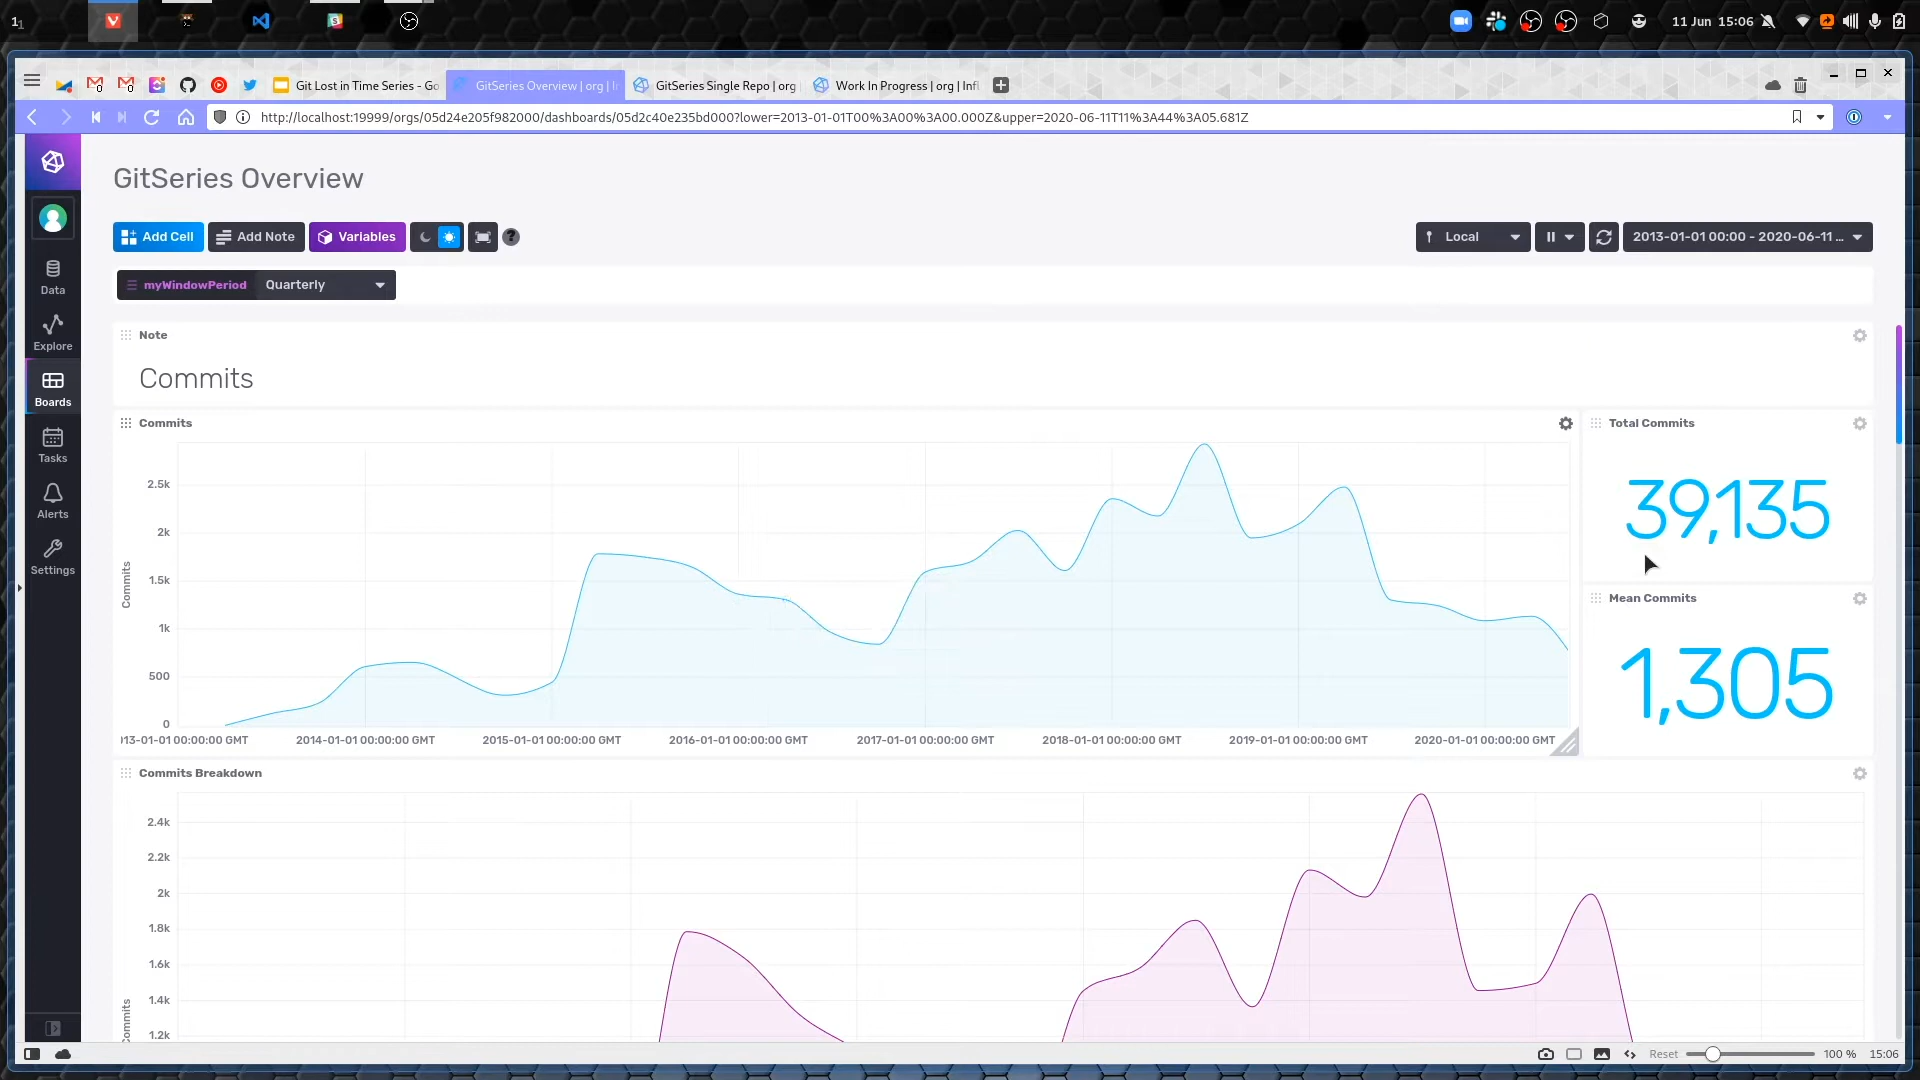 11 Jun 15:06
Git Lost in Time Series - Go
GitSeries Overview | org | I
GitSeries Single Repo | org
Work In Progress | org | Infl
http://localhost:19999/orgs/05d24e205f982000/dashboards/05d2c40e235bd000?lower=2013-01-01T00%3A00%3A00.000Z&upper=2020-06-11T11%3A44%3A05.681Z
GitSeries Overview
Add Cell
Add Note
Variables
Local
2013-01-01 00:00 - 2020-06-11 ...
myWindowPeriod
Quarterly
Data
Explore
Boards
Tasks
Alerts
Settings
Note
Commits
Commits
2.5k
2k
1.5k
1k
500
0
Commits
13-01-01 00:00:00 GMT
2014-01-01 00:00:00 GMT
2015-01-01 00:00:00 GMT
2016-01-01 00:00:00 GMT
2017-01-01 00:00:00 GMT
2018-01-01 00:00:00 GMT
2019-01-01 00:00:00 GMT
2020-01-01 00:00:00 GMT
Total Commits
39,135
Mean Commits
1,305
Commits Breakdown
2.4k
2.2k
2k
1.8k
1.6k
1.4k
1.2k
Commits
Reset
100 %
15:06